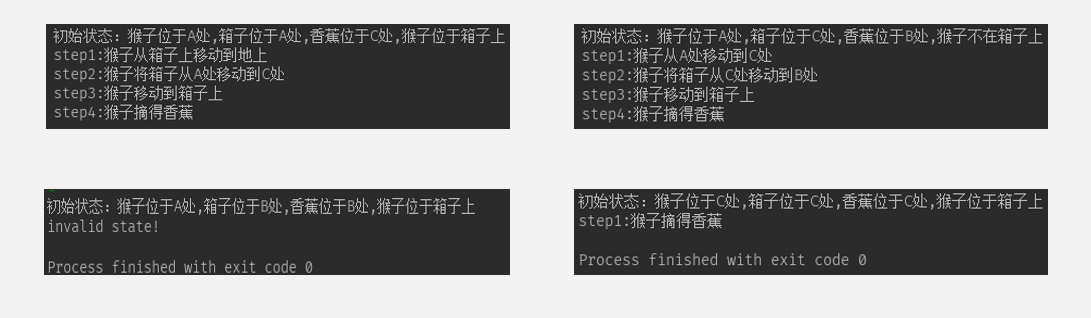 初始状态: 猴子位于A处,箱子位于A处,香蕉位于C处,猴子位于箱子上
step1:猴子从箱子上移动到地上
step2:猴子将箱子从A处移动到C处
step3:猴子移动到箱子上
step4:猴子摘得香蕉
初始状态: 猴子位于A处,箱子位于C处,香蕉位于B处,猴子不在箱子上
step1:猴子从A处移动到C处
step2:猴子将箱子从C处移动到B处
step3:猴子移动到箱子上
step4:猴子摘得香蕉
初始状态: 猴子位于A处,箱子位于B处,香蕉位于B处,猴子位于箱子上
invalid state!
Process finished with exit code 0
初始状态: 猴子位于C处,箱子位于C处,香蕉位于C处,猴子位于箱子上
step1:猴子摘得香蕉
Process finished with exit code 0